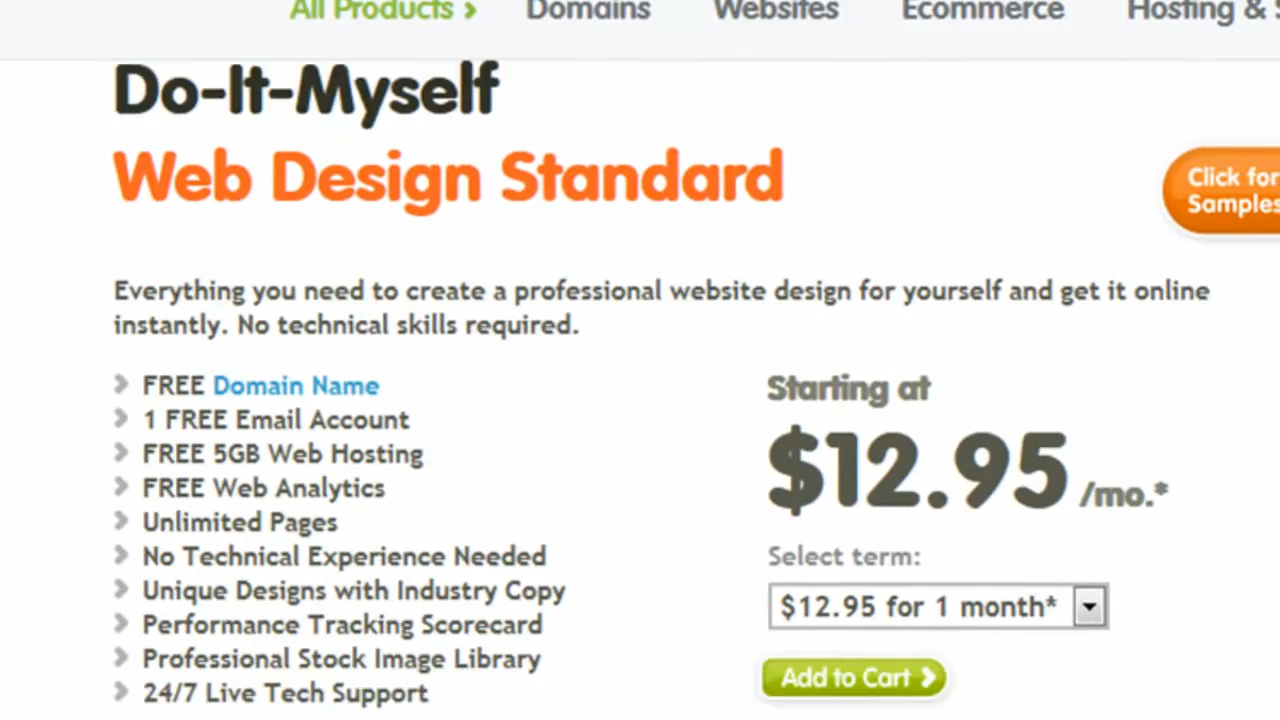 All Products › Domains Websites Ecommerce Hosting & S
Do-It-Myself
Web Design Standard
Click for
Samples
Everything you need to create a professional website design for yourself and get it online
instantly. No technical skills required.
FREE Domain Name
1 FREE Email Account
FREE 5GB Web Hosting
FREE Web Analytics
Unlimited Pages
No Technical Experience Needed
Unique Designs with Industry Copy
Performance Tracking Scorecard
Professional Stock Image Library
24/7 Live Tech Support
Starting at
$12.95 /mo.*
Select term:
$12.95 for 1 month*
Add to Cart ›